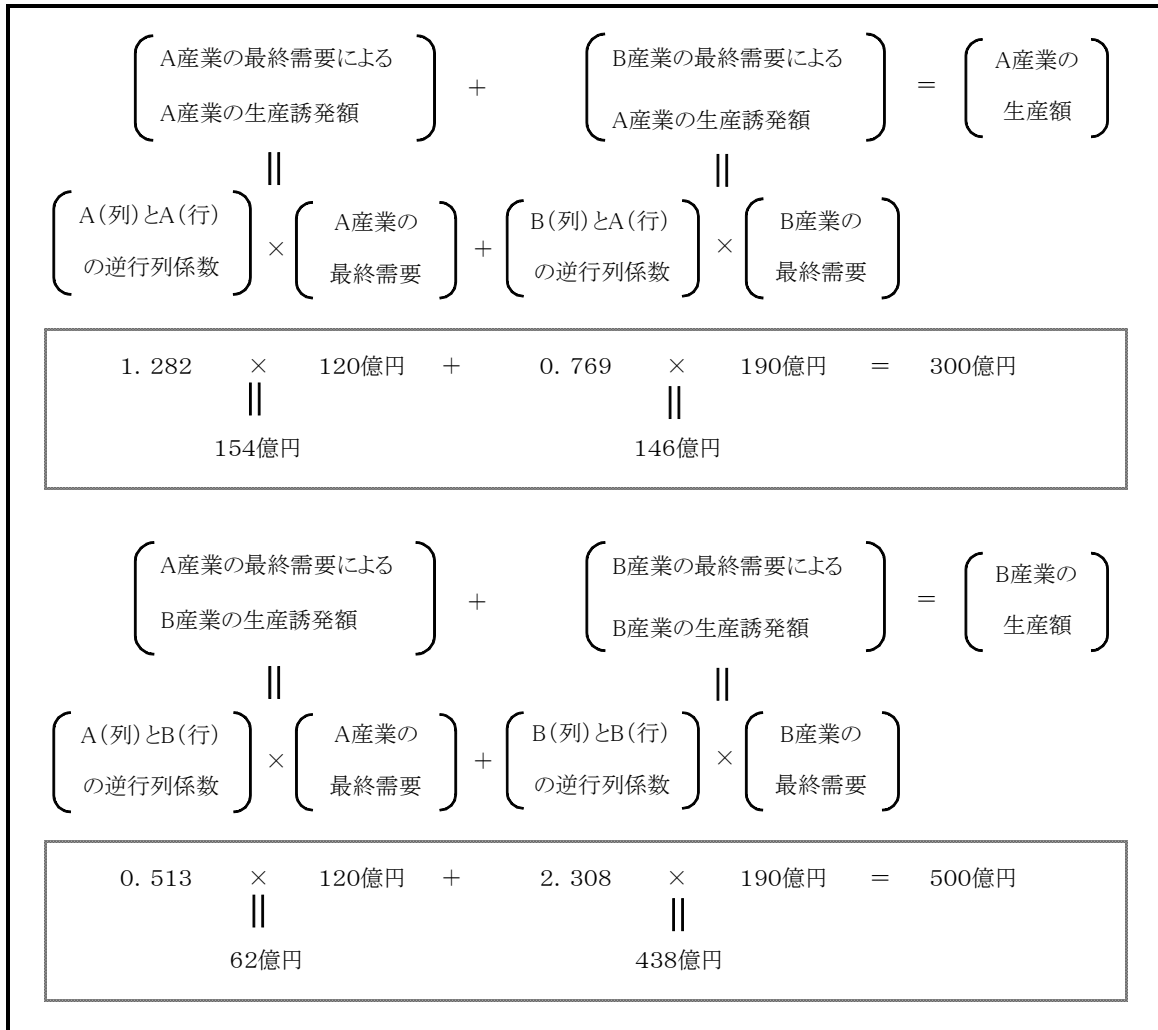 A産業の最終需要による B産業の最終需要による A産業の
+ =
A産業の生産誘発額 A産業の生産誘発額 生産額
||  ||
A(列)とA(行) A産業の B(列)とA(行) B産業の
× + ×
の逆行列係数 最終需要 の逆行列係数 最終需要
1.282 × 120億円 + 0.769 × 190億円 = 300億円
||  ||
154億円 146億円
A産業の最終需要による B産業の最終需要による B産業の
+ =
B産業の生産誘発額 B産業の生産誘発額 生産額
||  ||
A(列)とB(行) A産業の B(列)とB(行) B産業の
× + ×
の逆行列係数 最終需要 の逆行列係数 最終需要
0.513 × 120億円 + 2.308 × 190億円 = 500億円
||  ||
62億円 438億円